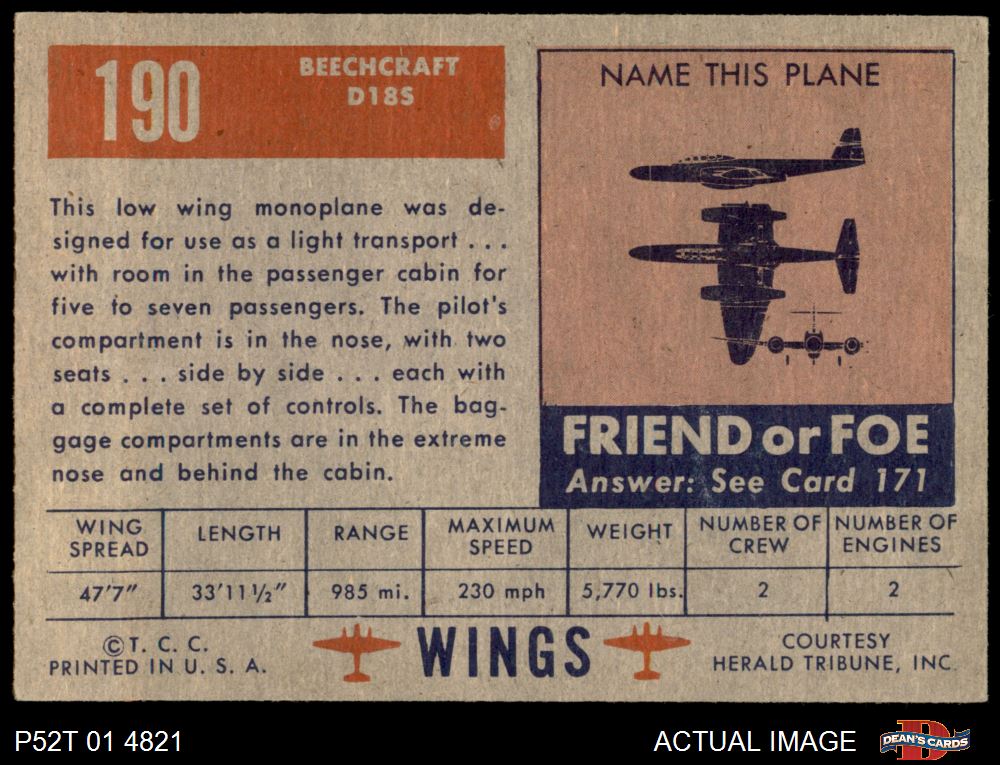 190
BEECHCRAFT
D18S
This low wing monoplane was de-
signed for use as a light transport . . .
with room in the passenger cabin for
five to seven passengers. The pilot's
compartment is in the nose, with two
seats . . . side by side . . . each with
a complete set of controls. The bag-
gage compartments are in the extreme
nose and behind the cabin.
NAME THIS PLANE
FRIEND or FOE
Answer: See Card 171
WING SPREAD LENGTH RANGE MAXIMUM SPEED WEIGHT NUMBER OF CREW NUMBER OF ENGINES
47'7" 33'11½" 985 mi. 230 mph 5,770 lbs. 2 2
©T. C. C.
PRINTED IN U. S. A.
WINGS
COURTESY
HERALD TRIBUNE, INC.
P52T 01 4821
ACTUAL IMAGE
D
DEAN'S CARDS